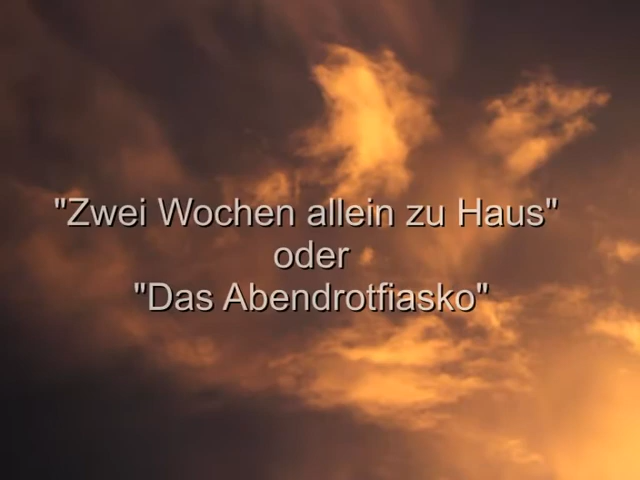 "Zwei Wochen allein zu Haus"
oder
"Das Abendrotfiasko"